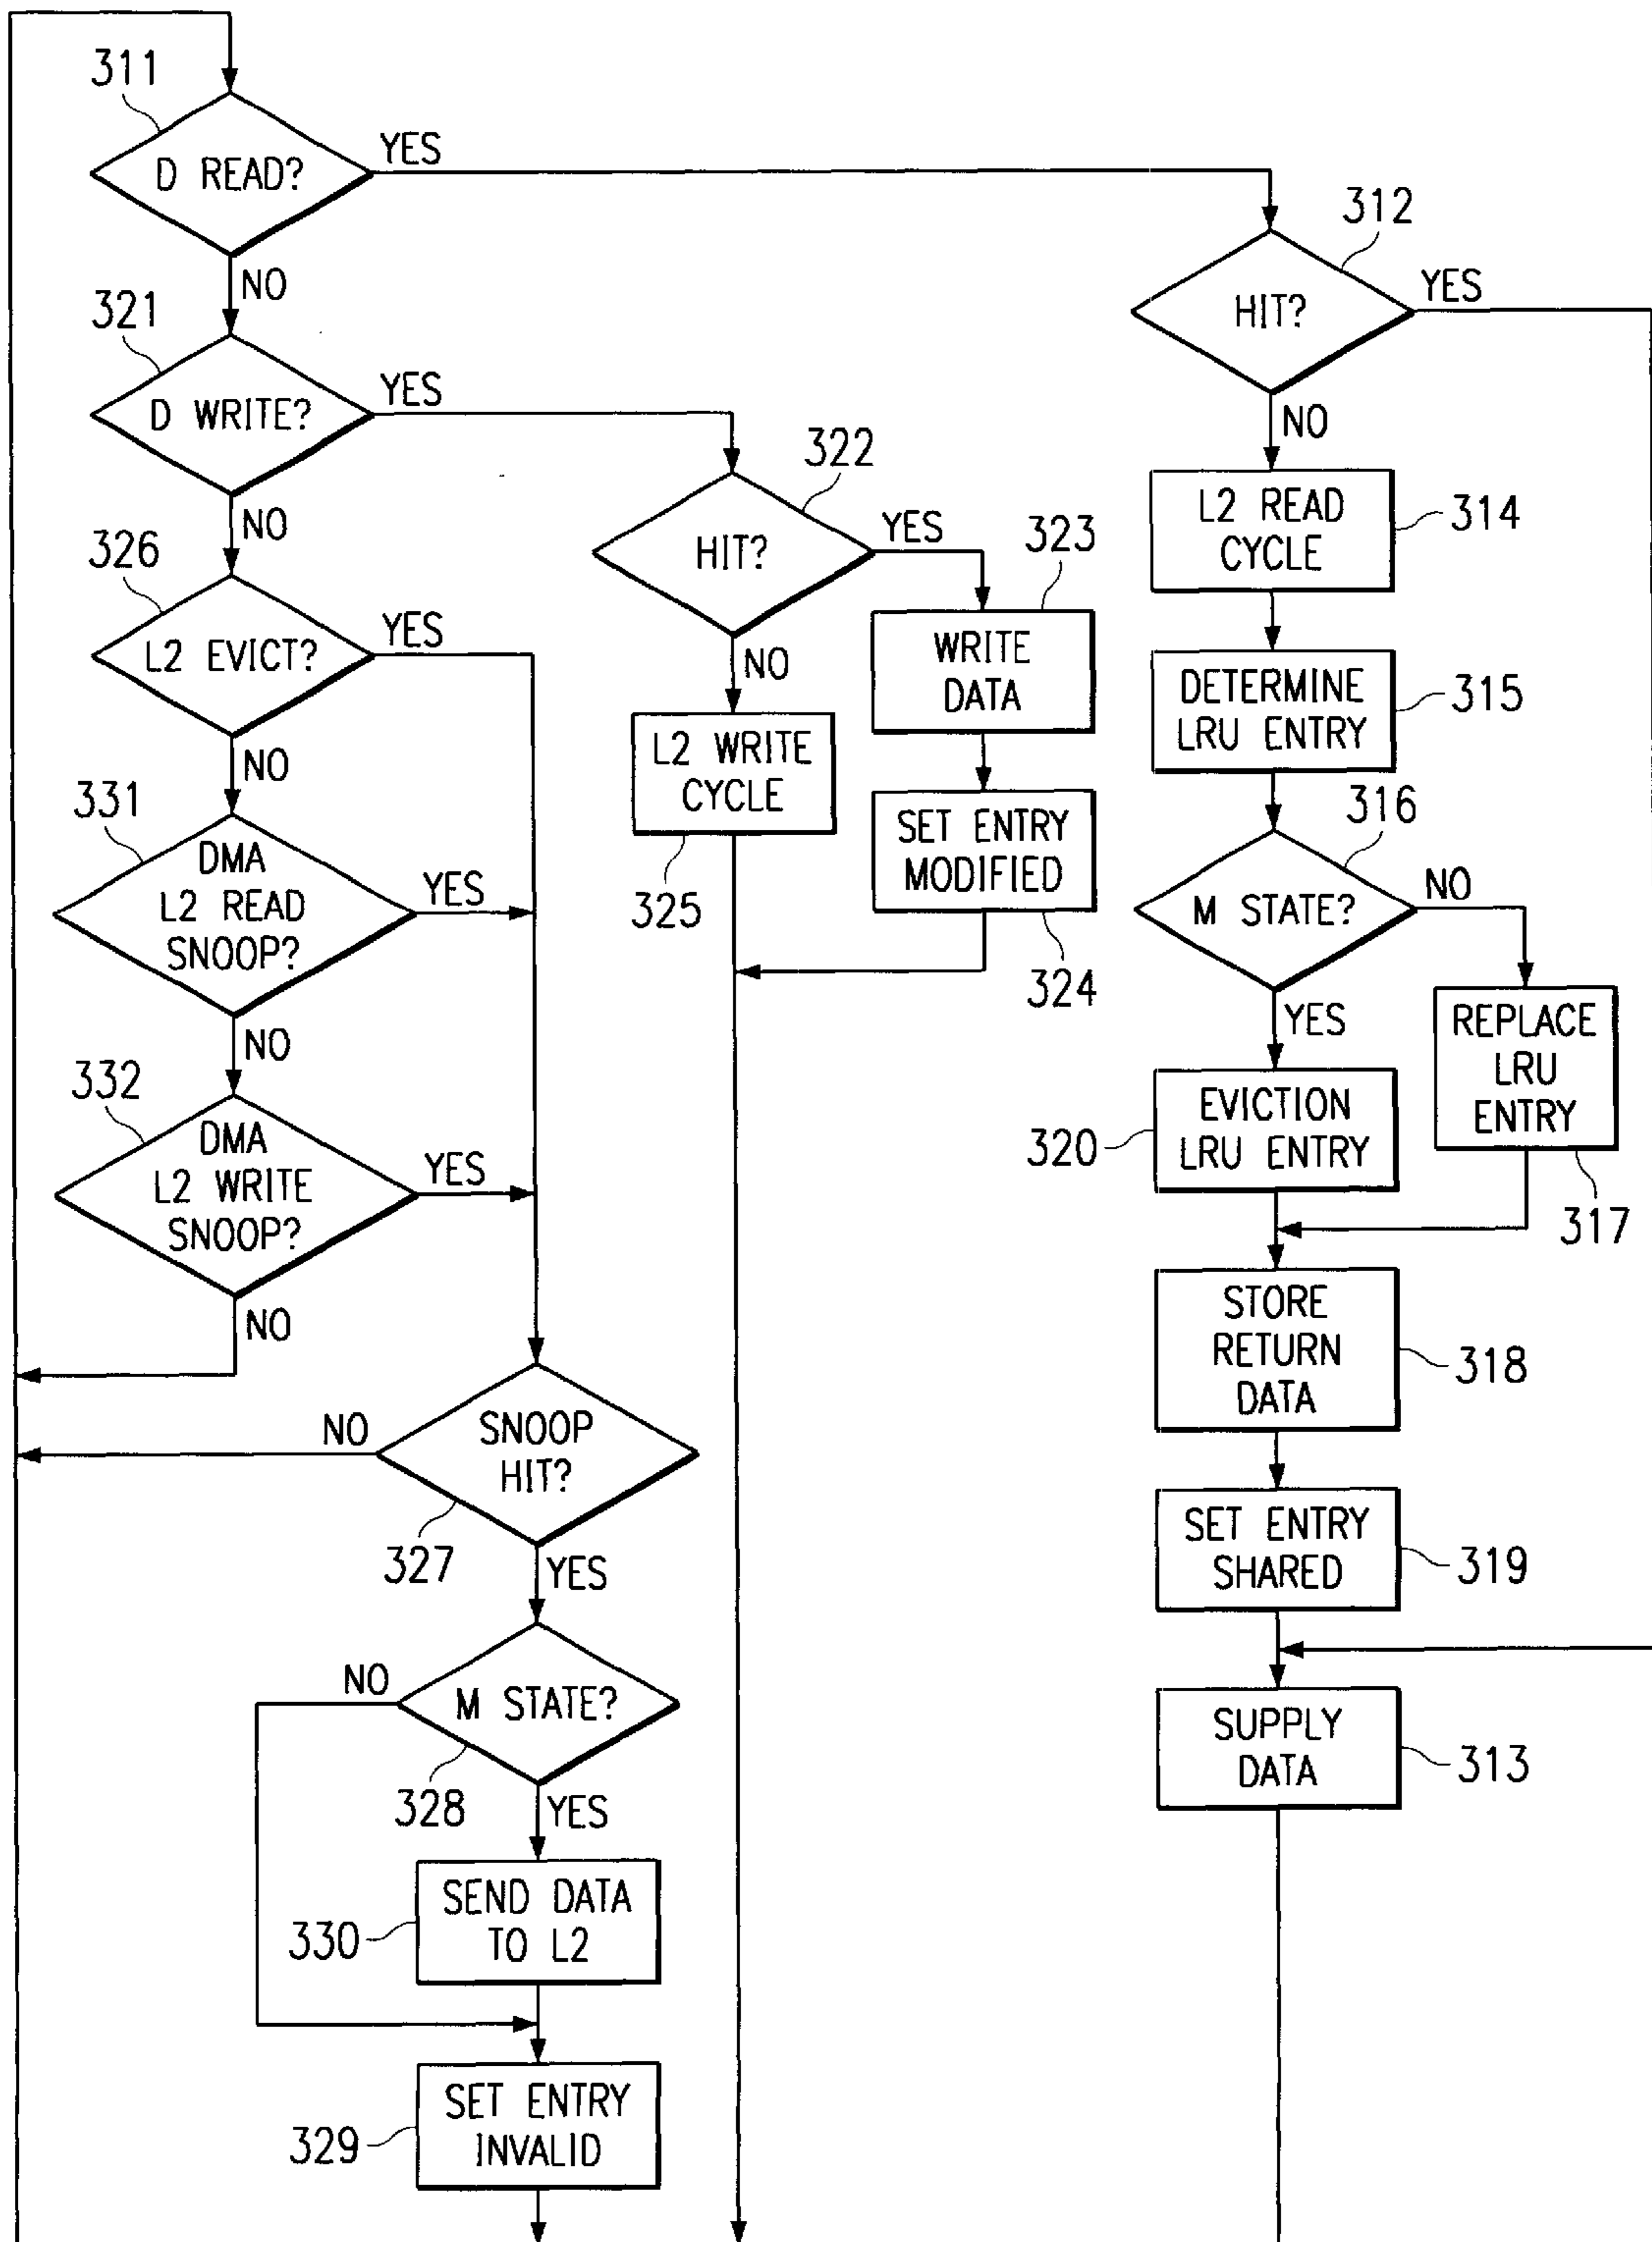 311
D READ?
YES
NO
312
HIT?
YES
NO
321
D WRITE?
YES
NO
322
HIT?
YES
NO
323
WRITE
DATA
314
L2 READ
CYCLE
326
L2 EVICT?
YES
NO
L2 WRITE
CYCLE
325
SET ENTRY
MODIFIED
324
DETERMINE
LRU ENTRY
315
316
M STATE?
NO
YES
331
DMA
L2 READ
SNOOP?
YES
NO
REPLACE
LRU
ENTRY
317
332
DMA
L2 WRITE
SNOOP?
YES
NO
EVICTION
LRU ENTRY
320
STORE
RETURN
DATA
318
SNOOP
HIT?
NO
327
YES
SET ENTRY
SHARED
319
M STATE?
NO
328
YES
SUPPLY
DATA
313
SEND DATA
TO L2
330
SET ENTRY
INVALID
329